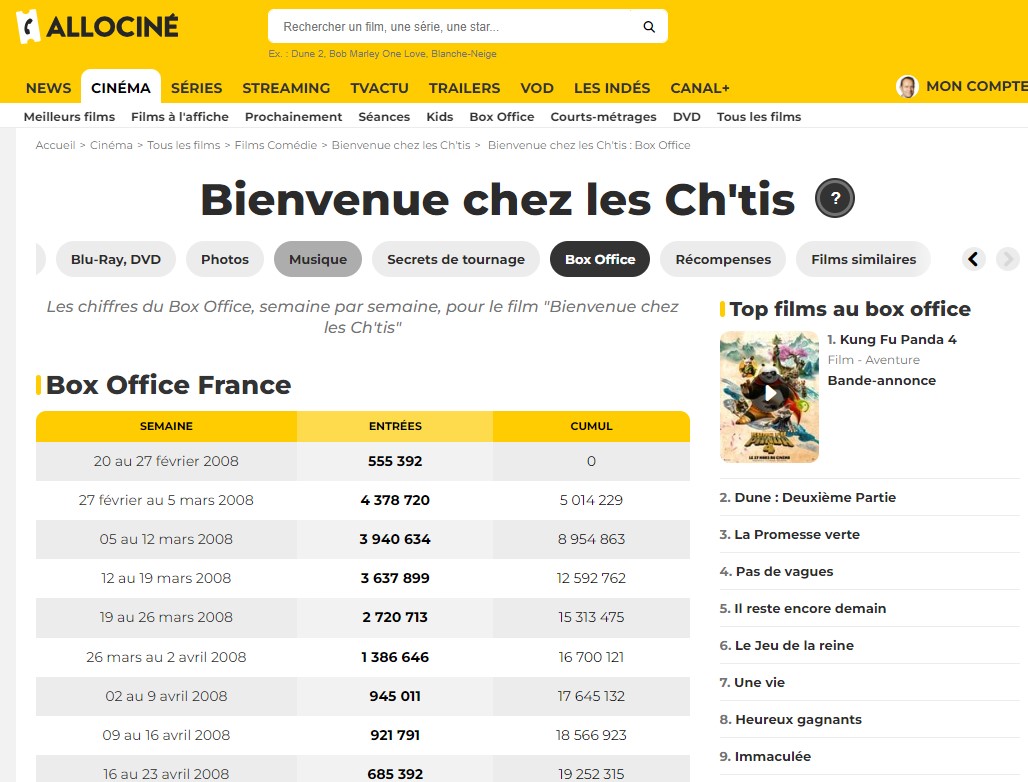 ALLOCINÉ
Rechercher un film, une série, une star...
Ex. : Dune 2, Bob Marley One Love, Blanche-Neige
NEWS CINÉMA SÉRIES STREAMING TVACTU TRAILERS VOD LES INDÉS CANAL+ MON COMPTE
Meilleurs films Films à l'affiche Prochainement Séances Kids Box Office Courts-métrages DVD Tous les films
Accueil > Cinéma > Tous les films > Films Comédie > Bienvenue chez les Ch'tis > Bienvenue chez les Ch'tis : Box Office
Bienvenue chez les Ch'tis ?
Blu-Ray, DVD Photos Musique Secrets de tournage Box Office Récompenses Films similaires
Les chiffres du Box Office, semaine par semaine, pour le film "Bienvenue chez
les Ch'tis"
Box Office France
SEMAINE ENTRÉES CUMUL
20 au 27 février 2008 555 392 0
27 février au 5 mars 2008 4 378 720 5 014 229
05 au 12 mars 2008 3 940 634 8 954 863
12 au 19 mars 2008 3 637 899 12 592 762
19 au 26 mars 2008 2 720 713 15 313 475
26 mars au 2 avril 2008 1 386 646 16 700 121
02 au 9 avril 2008 945 011 17 645 132
09 au 16 avril 2008 921 791 18 566 923
16 au 23 avril 2008 685 392 19 252 315
Top films au box office
1. Kung Fu Panda 4
Film - Aventure
Bande-annonce
2. Dune : Deuxième Partie
3. La Promesse verte
4. Pas de vagues
5. Il reste encore demain
6. Le Jeu de la reine
7. Une vie
8. Heureux gagnants
9. Immaculée